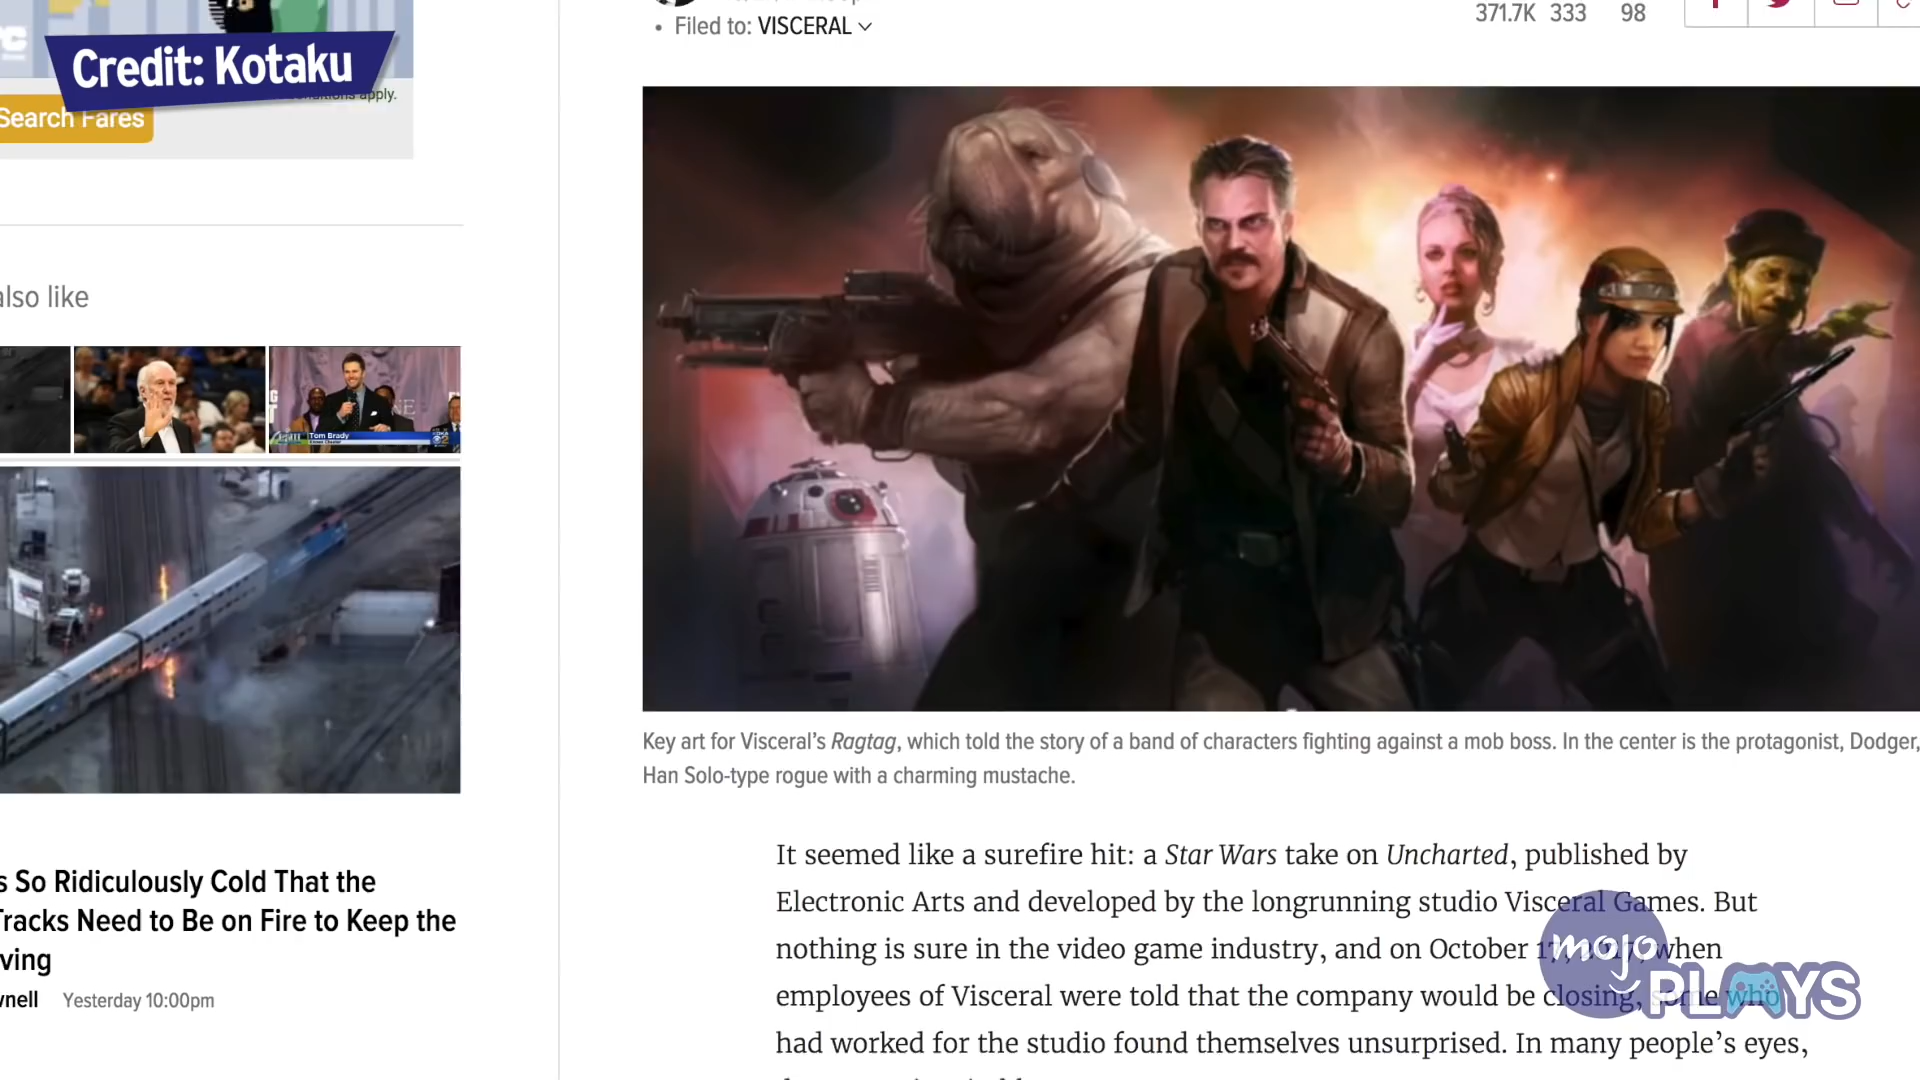 Credit: Kotaku
apply.
Search Fares
also like
Tom Brady
s So Ridiculously Cold That the
Tracks Need to Be on Fire to Keep the
ving
wnell Yesterday 10:00pm
• Filed to: VISCERAL
371.7K 333 98
Key art for Visceral’s Ragtag, which told the story of a band of characters fighting against a mob boss. In the center is the protagonist, Dodger,
Han Solo-type rogue with a charming mustache.
It seemed like a surefire hit: a Star Wars take on Uncharted, published by
Electronic Arts and developed by the longrunning studio Visceral Games. But
nothing is sure in the video game industry, and on October 17, 2017, when
employees of Visceral were told that the company would be closing, some who
had worked for the studio found themselves unsurprised. In many people’s eyes,
mojo
PLAYS